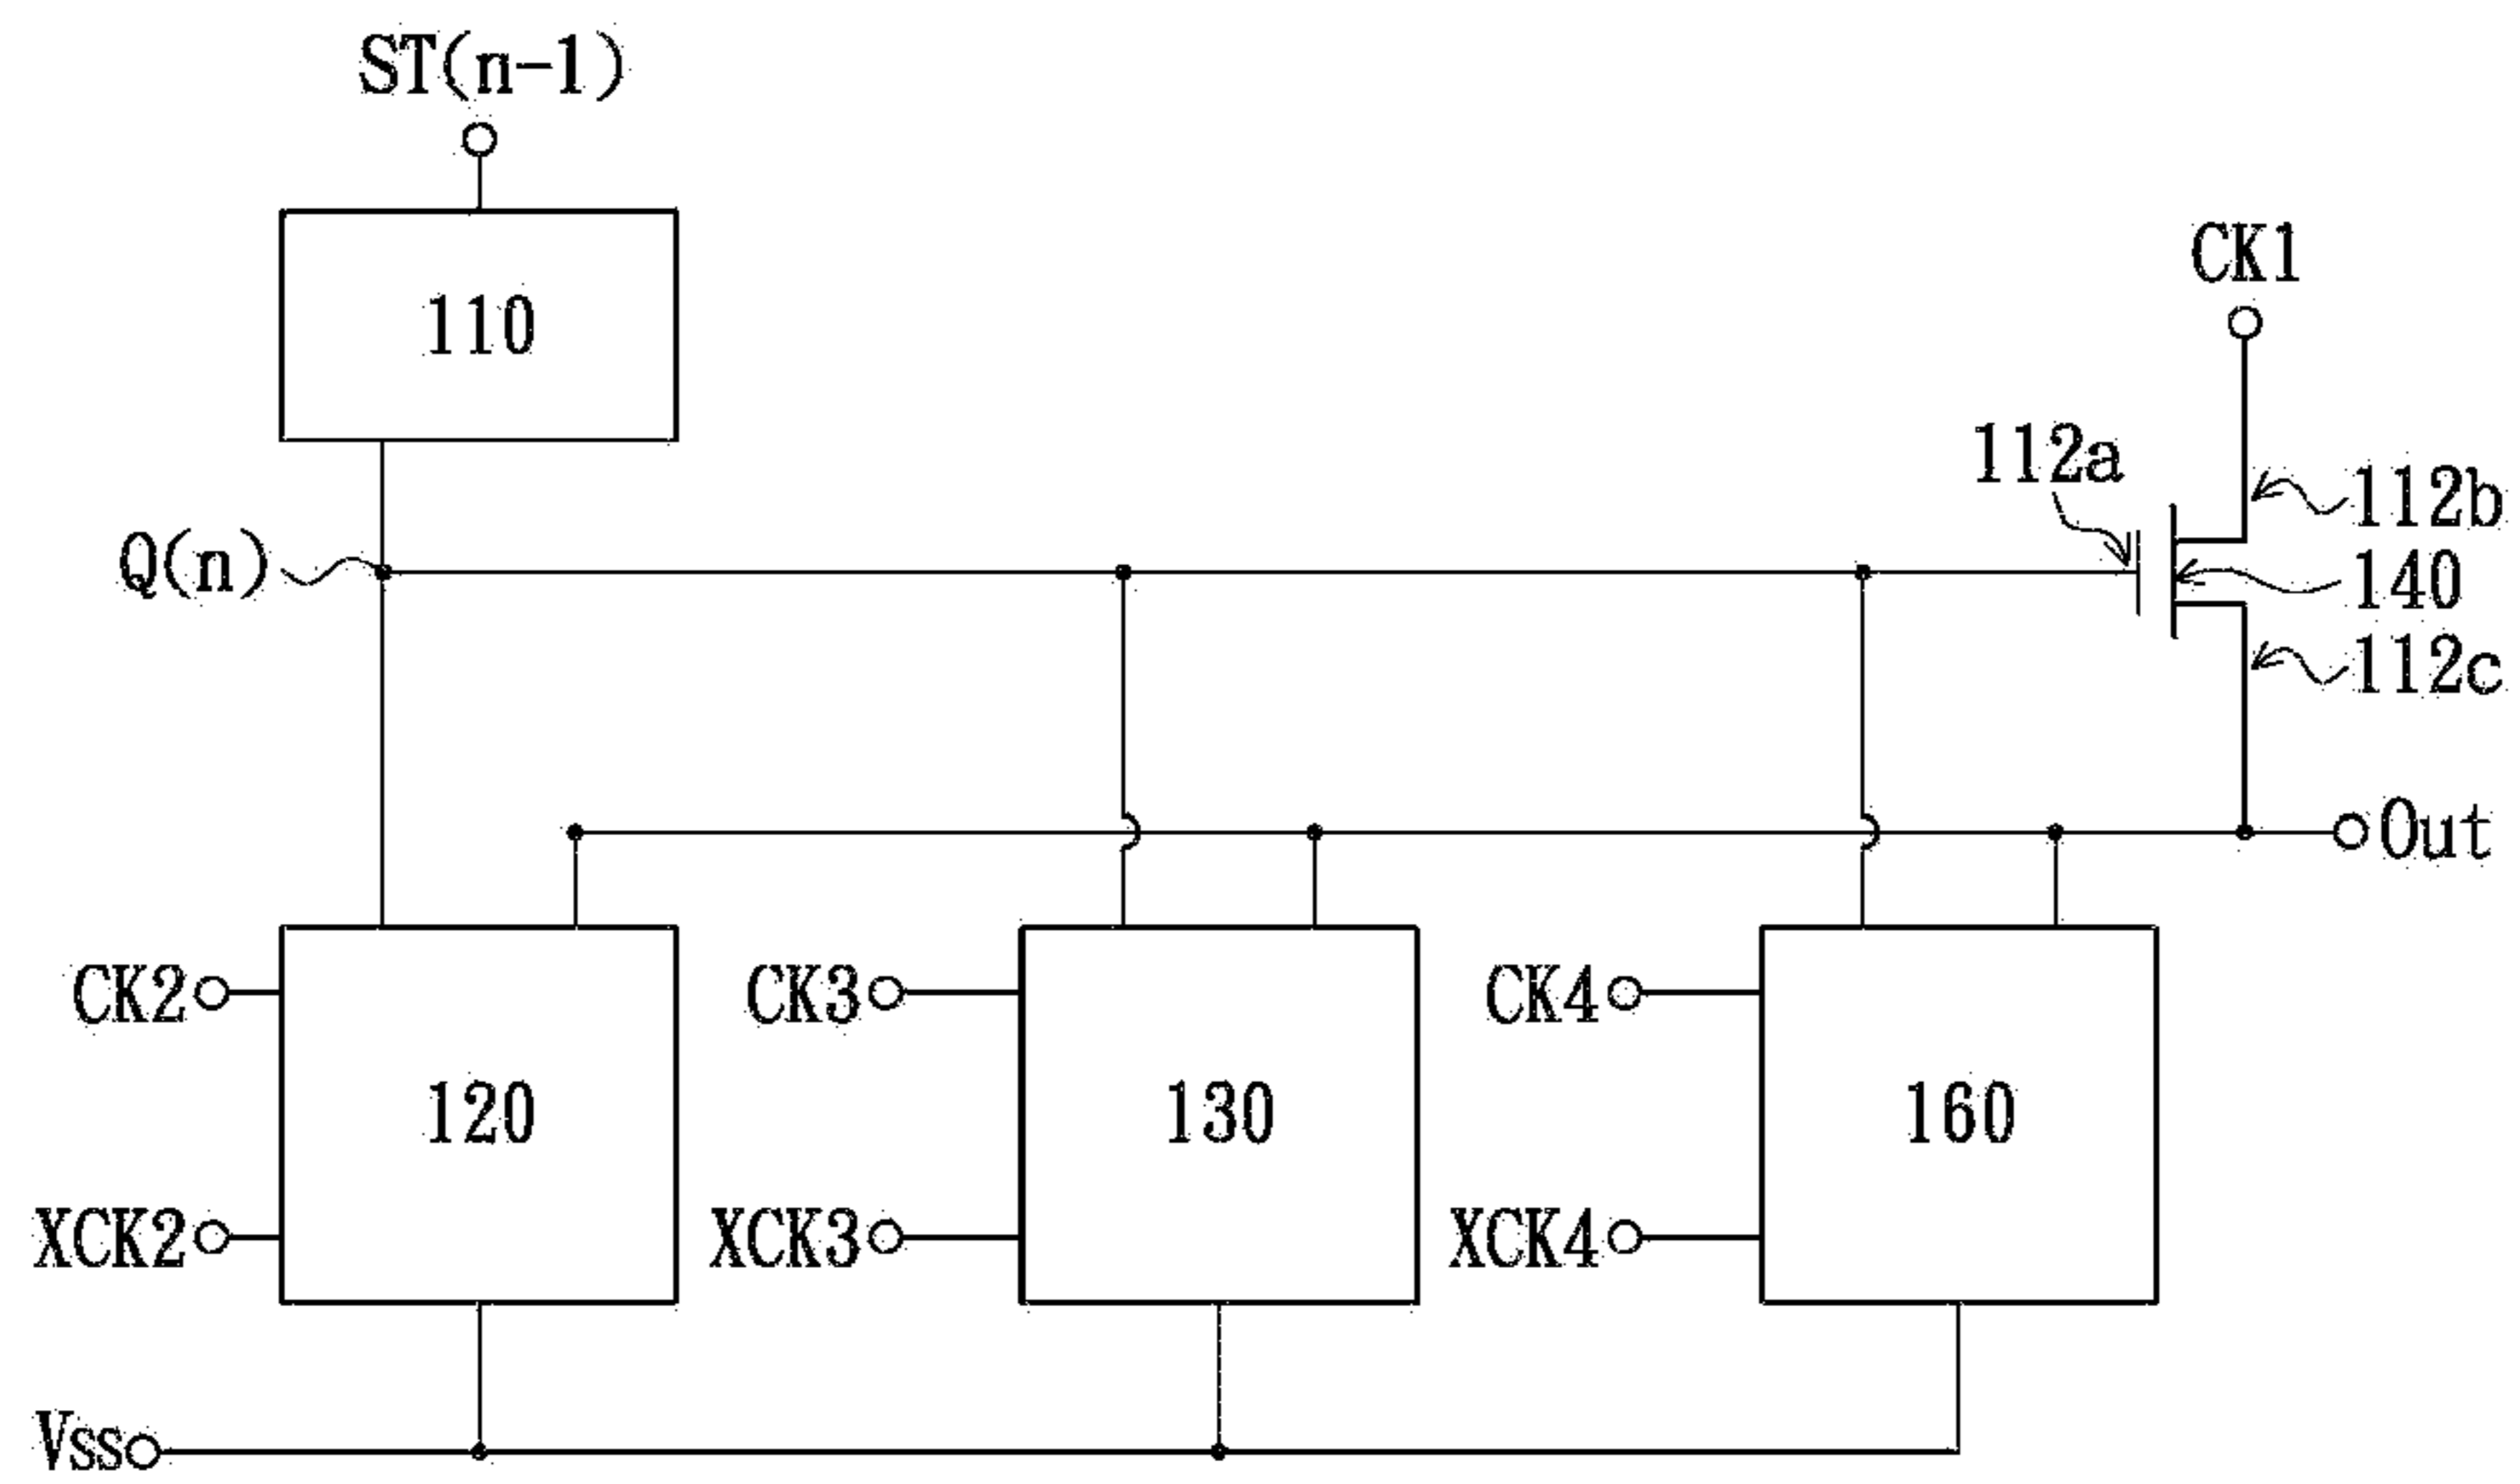 ST(n-1)
CK1
110
112a
112b
Q(n)
140
112c
Out
CK2
CK3
CK4
120
130
160
XCK2
XCK3
XCK4
Vss